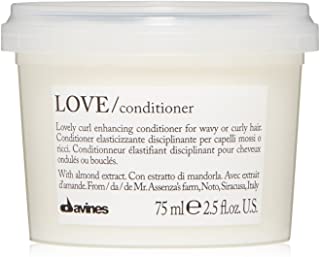 LOVE/conditioner
Lovely curl enhancing conditioner for wavy or curly hair.
Conditioner elasticizzante disciplinante per capelli mossi o
ricci. Conditionneur élastifiant disciplinant pour cheveux
ondulés ou bouclés.
With almond extract. Con estratto di mandorla. Avec extrait
d'amande. From/da/de Mr. Assenza's farm, Noto, Siracusa, Italy
davines 75 ml ℮ 2.5 fl.oz. U.S.